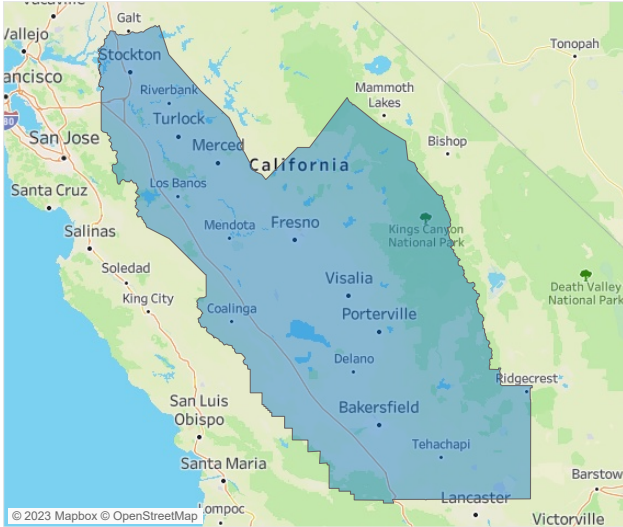 Vacaville
Galt
Vallejo
Stockton
Tonopah
ancisco
Riverbank
Mammoth
Lakes
80
Turlock
San Jose
Merced
Bishop
California
Los Banos
Santa Cruz
Mendota
Fresno
Kings Canyon
National Park
Salinas
Soledad
Visalia
Death Valley
National Park
King City
Coalinga
Porterville
Delano
Ridgecrest
San Luis
Obispo
Bakersfield
Tehachapi
Santa Maria
Barstow
Lancaster
Lompoc
Victorville
© 2023 Mapbox © OpenStreetMap